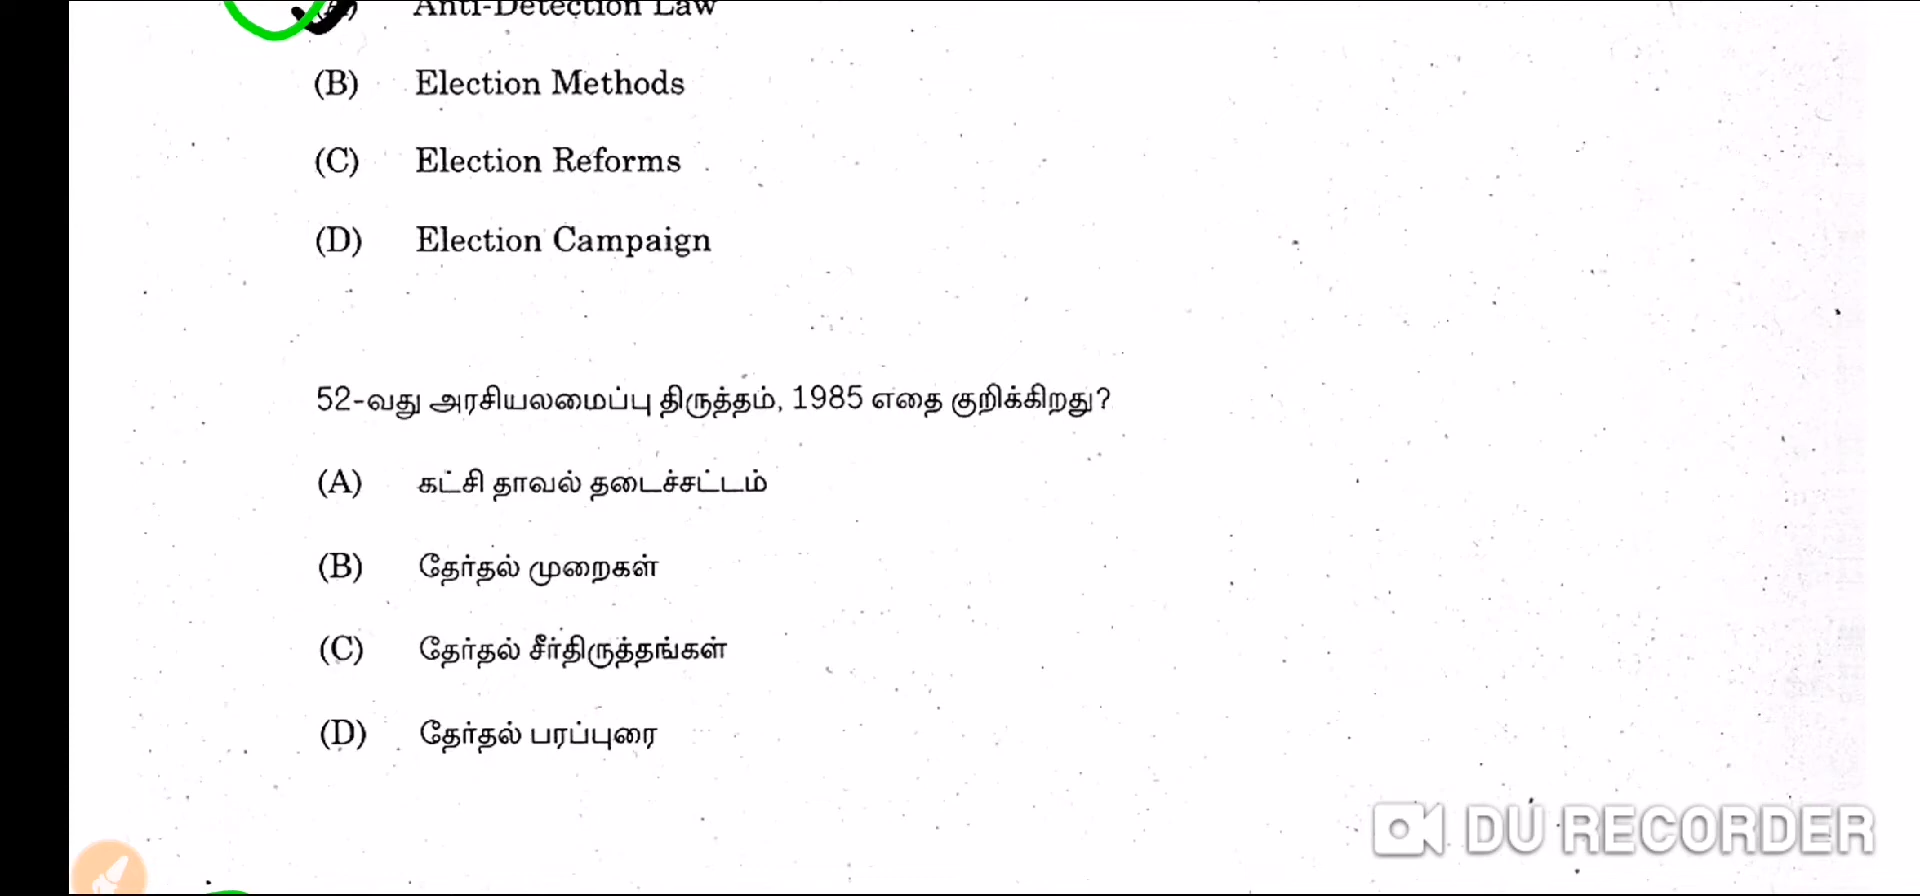 (A) Anti-Detection Law
(B) Election Methods
(C) Election Reforms
(D) Election Campaign
52-வது அரசியலமைப்பு திருத்தம், 1985 எதை குறிக்கிறது?
(A) கட்சி தாவல் தடைச்சட்டம்
(B) தேர்தல் முறைகள்
(C) தேர்தல் சீர்திருத்தங்கள்
(D) தேர்தல் பரப்புரை
DU RECORDER